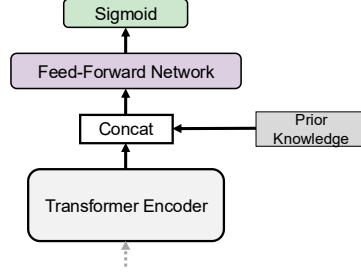 Sigmoid
Feed-Forward Network
Concat
Prior
Knowledge
Transformer Encoder